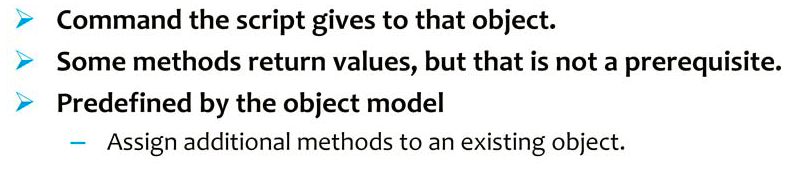 ➢ Command the script gives to that object.
➢ Some methods return values, but that is not a prerequisite.
➢ Predefined by the object model
– Assign additional methods to an existing object.